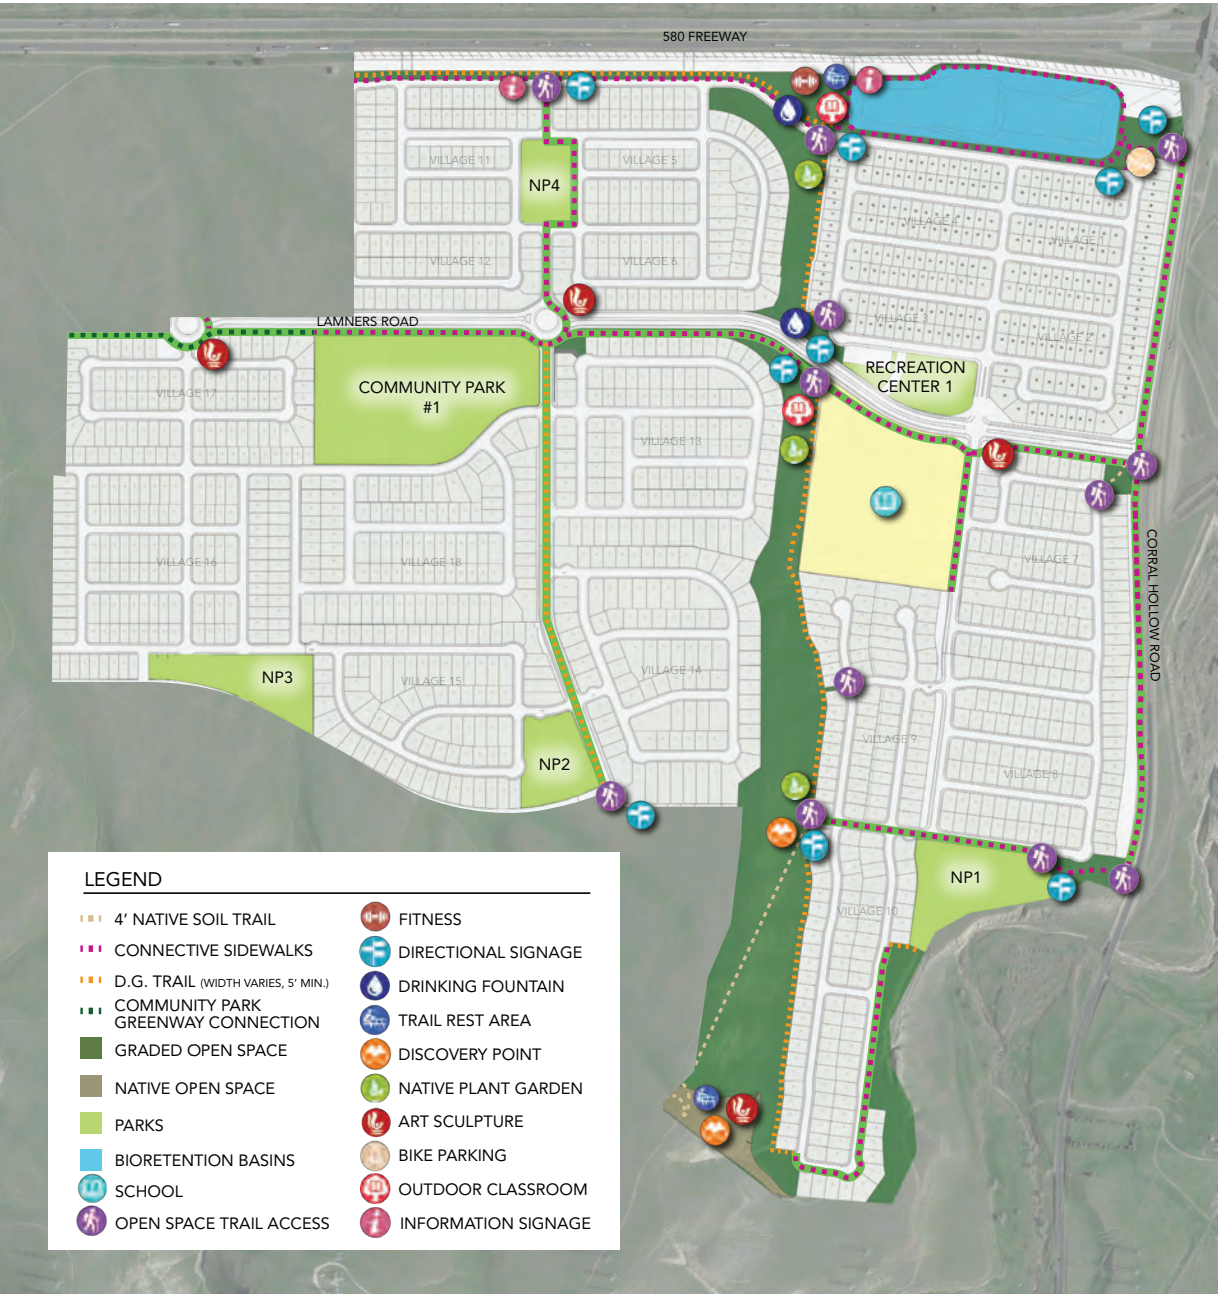 580 FREEWAY
VILLAGE 11
VILLAGE 5
NP4
VILLAGE 4
VILLAGE 1
VILLAGE 12
VILLAGE 6
LAMNERS ROAD
VILLAGE 3
VILLAGE 2
RECREATION
CENTER 1
COMMUNITY PARK
#1
VILLAGE 17
VILLAGE 13
VILLAGE 16
VILLAGE 18
VILLAGE 7
CORRAL HOLLOW ROAD
NP3
VILLAGE 15
VILLAGE 14
VILLAGE 9
NP2
VILLAGE 8
NP1
VILLAGE 10
LEGEND
4' NATIVE SOIL TRAIL
CONNECTIVE SIDEWALKS
D.G. TRAIL (WIDTH VARIES, 5' MIN.)
COMMUNITY PARK
GREENWAY CONNECTION
GRADED OPEN SPACE
NATIVE OPEN SPACE
PARKS
BIORETENTION BASINS
SCHOOL
OPEN SPACE TRAIL ACCESS
FITNESS
DIRECTIONAL SIGNAGE
DRINKING FOUNTAIN
TRAIL REST AREA
DISCOVERY POINT
NATIVE PLANT GARDEN
ART SCULPTURE
BIKE PARKING
OUTDOOR CLASSROOM
INFORMATION SIGNAGE